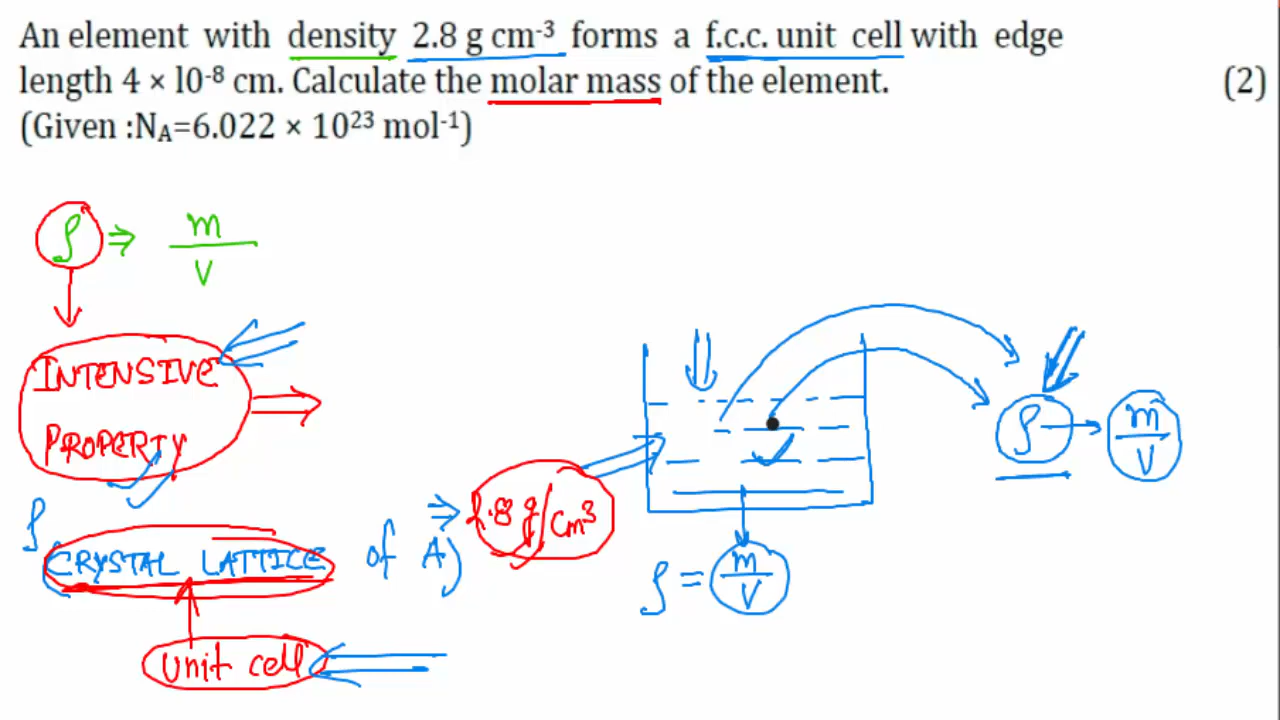 An element with density 2.8 g cm-3 forms a f.c.c. unit cell with edge
length 4 × 10-8 cm. Calculate the molar mass of the element. (2)
(Given :NA=6.022 × 1023 mol-1)
ρ ⇒ m/V
INTENSIVE
PROPERTY
ρ
CRYSTAL LATTICE of A) ⇒ 2.8 g/cm3
unit cell
ρ → m/V
ρ = m/V